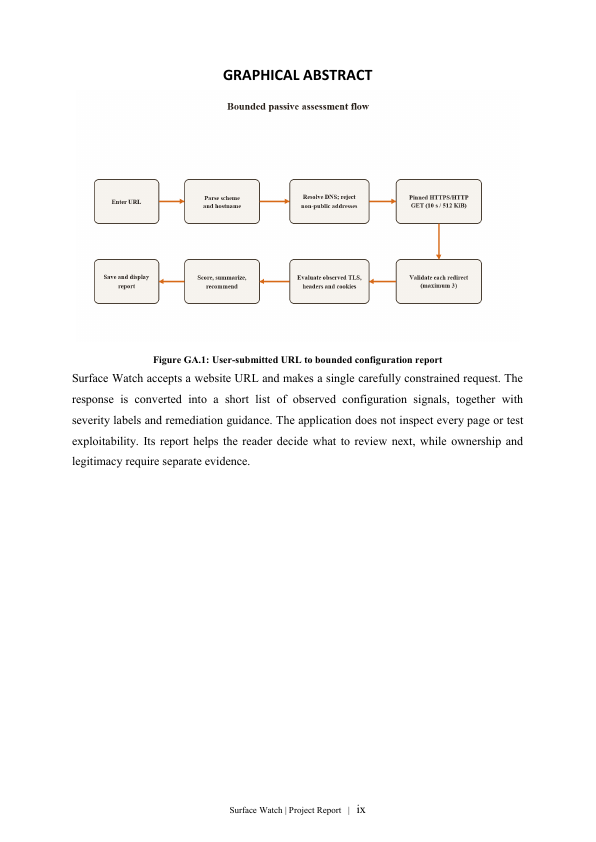 GRAPHICAL ABSTRACT
Bounded passive assessment flow
Enter URL
Parse scheme
and hostname
Resolve DNS; reject
non-public addresses
Pinned HTTPS/HTTP
GET (10 s / 512 KiB)
Validate each redirect
(maximum 3)
Evaluate observed TLS,
headers and cookies
Score, summarize,
recommend
Save and display
report
Figure GA.1: User-submitted URL to bounded configuration report
Surface Watch accepts a website URL and makes a single carefully constrained request. The
response is converted into a short list of observed configuration signals, together with
severity labels and remediation guidance. The application does not inspect every page or test
exploitability. Its report helps the reader decide what to review next, while ownership and
legitimacy require separate evidence.
Surface Watch | Project Report | ix